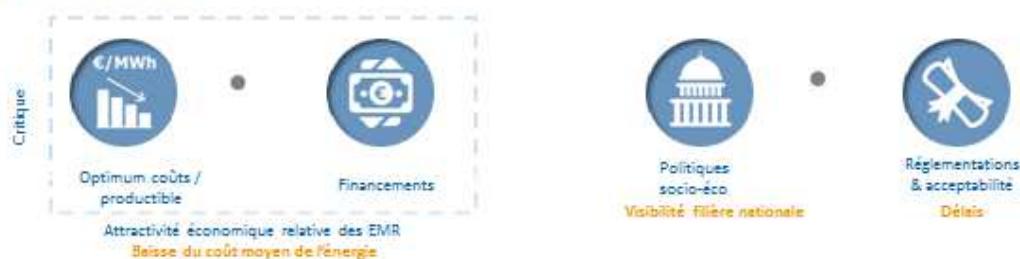 €/MWh
€
Critique
Optimum coûts /
productible
Financements
Politiques
socio-éco
Réglementations
& acceptabilité
Visibilité filière nationale
Délais
Attractivité économique relative des EMR
Baisse du coût moyen de l'énergie